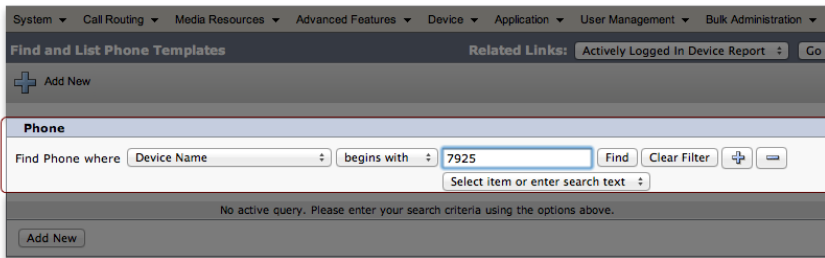 System Call Routing Media Resources Advanced Features Device Application User Management Bulk Administration
Find and List Phone Templates Related Links: Actively Logged In Device Report Go
Add New
Phone
Find Phone where Device Name begins with 7925 Find Clear Filter
Select item or enter search text
No active query. Please enter your search criteria using the options above.
Add New